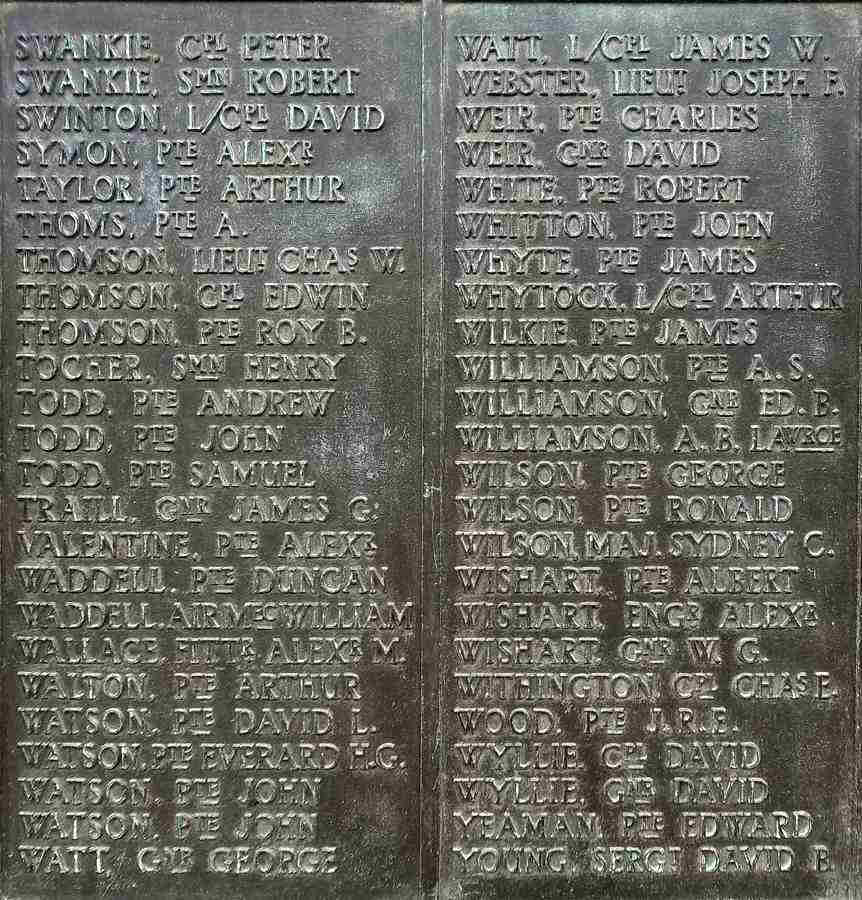 SWANKIE, CPL PETER
SWANKIE, SMN ROBERT
SWINTON, L/CPL DAVID
SYMON, PTE ALEXR
TAYLOR, PTE ARTHUR
THOMS, PTE A.
THOMSON, LIEUT CHAS W.
THOMSON, CPL EDWIN
THOMSON, PTE ROY B.
TOCHER, SMN HENRY
TODD, PTE ANDREW
TODD, PTE JOHN
TODD, PTE SAMUEL
TRAILL, GNR JAMES G.
VALENTINE, PTE ALEXR
WADDELL, PTE DUNCAN
WADDELL, AIR MEC WILLIAM
WALLACE, FITTR ALEXR M.
WALTON, PTE ARTHUR
WATSON, PTE DAVID L.
WATSON, PTE EVERARD H.G.
WATSON, PTE JOHN
WATSON, PTE JOHN
WATT, GNR GEORGE
WATT, L/CPL JAMES W.
WEBSTER, LIEUT JOSEPH F.
WEIR, PTE CHARLES
WEIR, GNR DAVID
WHITE, PTE ROBERT
WHITTON, PTE JOHN
WHYTE, PTE JAMES
WHYTOCK, L/CPL ARTHUR
WILKIE, PTE JAMES
WILLIAMSON, PTE A.S.
WILLIAMSON, GNR ED. B.
WILLIAMSON, A.B. LAWRCE
WILSON, PTE GEORGE
WILSON, PTE RONALD
WILSON, MAJ. SYDNEY C.
WISHART, PTE ALBERT
WISHART, ENGR ALEXR
WISHART, GNR W. G.
WITHINGTON, CPL CHAS E.
WOOD, PTE J.R.E.
WYLLIE, CPL DAVID
WYLLIE, GNR DAVID
YEAMAN, PTE EDWARD
YOUNG, SERGT DAVID B.